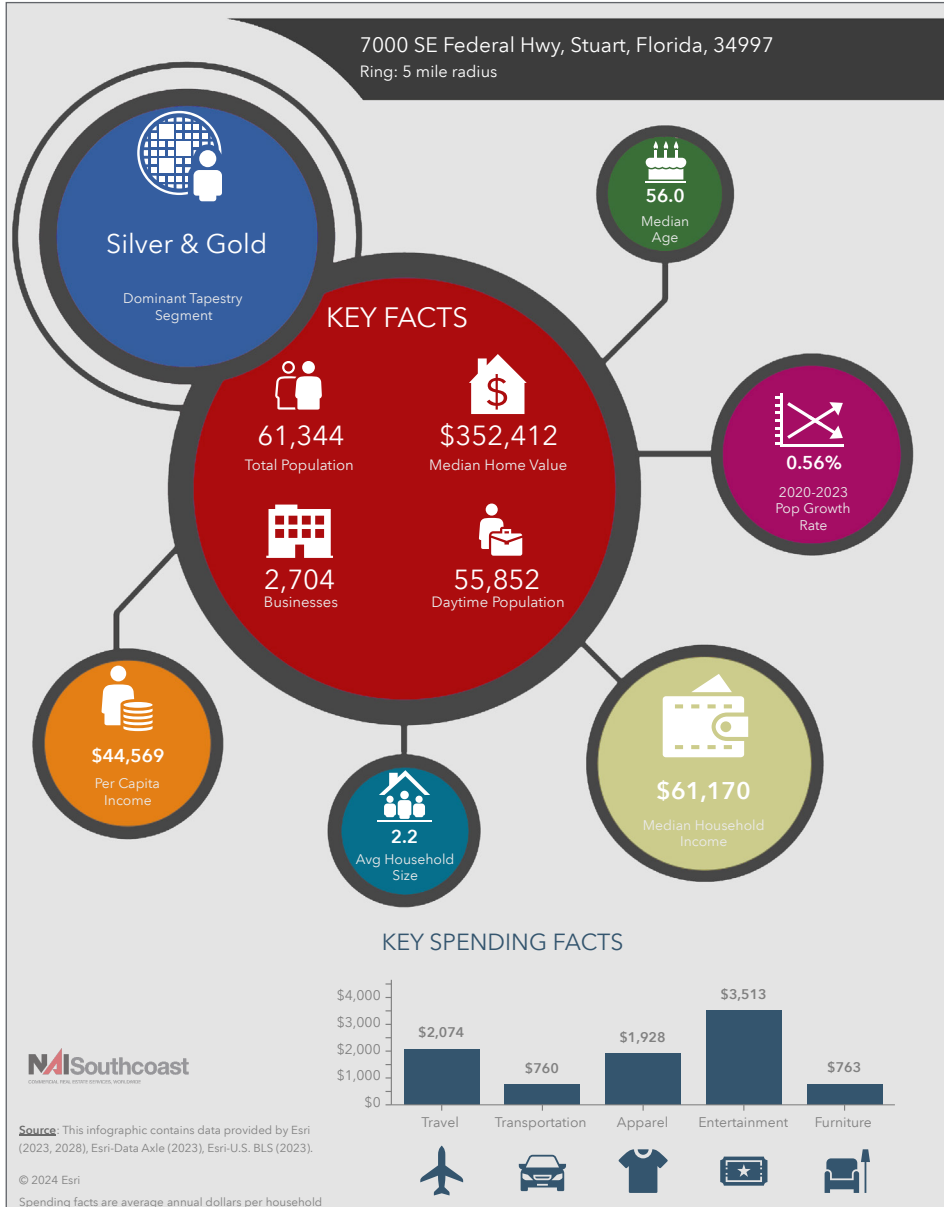 7000 SE Federal Hwy, Stuart, Florida, 34997
Ring: 5 mile radius
Silver & Gold
Dominant Tapestry
Segment
56.0
Median
Age
KEY FACTS
61,344
Total Population
$352,412
Median Home Value
2,704
Businesses
55,852
Daytime Population
0.56%
2020-2023
Pop Growth
Rate
$44,569
Per Capita
Income
2.2
Avg Household
Size
$61,170
Median Household
Income
KEY SPENDING FACTS
$4,000
$3,000
$2,000
$1,000
$0
$2,074
$760
$1,928
$3,513
$763
Travel
Transportation
Apparel
Entertainment
Furniture
NAISouthcoast
COMMERCIAL REAL ESTATE SERVICES, WORLDWIDE
Source: This infographic contains data provided by Esri
(2023, 2028), Esri-Data Axle (2023), Esri-U.S. BLS (2023).
© 2024 Esri
Spending facts are average annual dollars per household